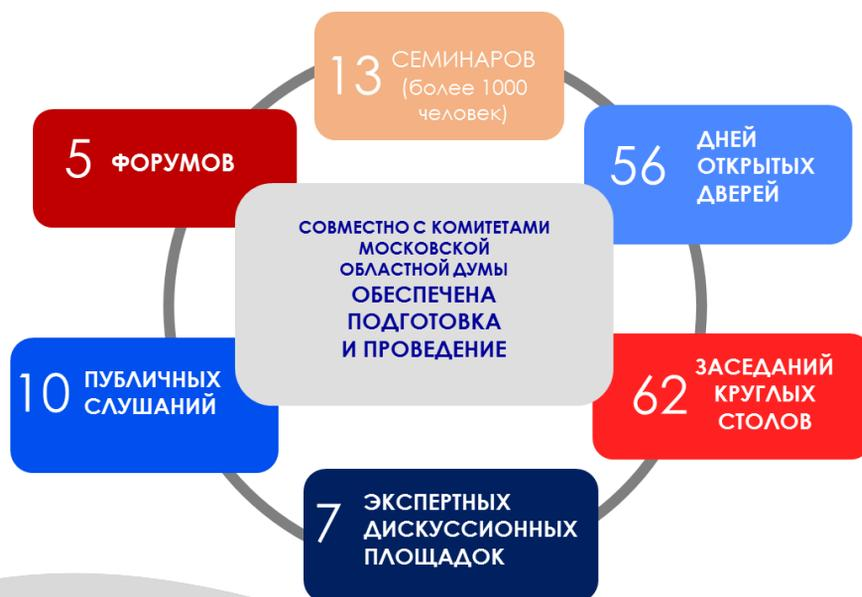 13 СЕМИНАРОВ
(более 1000
человек)
5 ФОРУМОВ
56 ДНЕЙ
ОТКРЫТЫХ
ДВЕРЕЙ
СОВМЕСТНО С КОМИТЕТАМИ
МОСКОВСКОЙ
ОБЛАСТНОЙ ДУМЫ
ОБЕСПЕЧЕНА
ПОДГОТОВКА
И ПРОВЕДЕНИЕ
10 ПУБЛИЧНЫХ
СЛУШАНИЙ
62 ЗАСЕДАНИЙ
КРУГЛЫХ
СТОЛОВ
7 ЭКСПЕРТНЫХ
ДИСКУССИОННЫХ
ПЛОЩАДОК